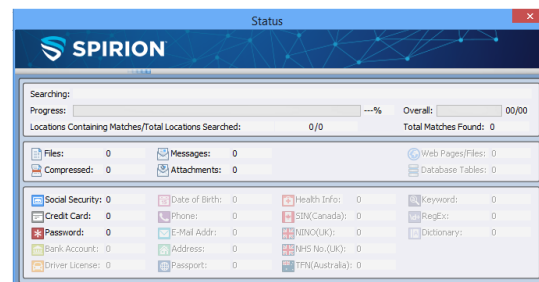 Status
SPIRION
Searching:
Progress: ---% Overall: 00/00
Locations Containing Matches/Total Locations Searched: 0/0 Total Matches Found: 0
Files: 0 Messages: 0 Web Pages/Files: 0
Compressed: 0 Attachments: 0 Database Tables: 0
Social Security: 0 Date of Birth: 0 Health Info: 0 Keyword: 0
Credit Card: 0 Phone: 0 SIN(Canada): 0 RegEx: 0
Password: 0 E-Mail Addr: 0 NINO(UK): 0 Dictionary: 0
Bank Account: 0 Address: 0 NHS No.(UK): 0
Driver License: 0 Passport: 0 TFN(Australia): 0